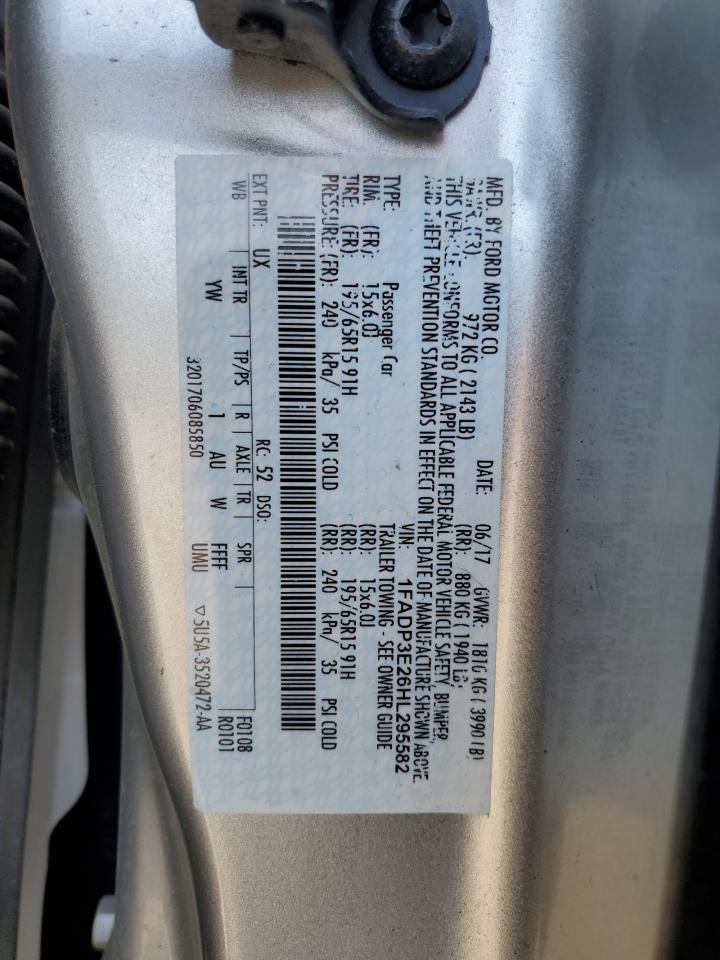 MFD. BY FORD MOTOR CO.
DATE: 06/17 GVWR: 1810 KG ( 3990 LB)
(FR): 972 KG ( 2143 LB) (RR): 880 KG ( 1940 LB)
THIS VEHICLE CONFORMS TO ALL APPLICABLE FEDERAL MOTOR VEHICLE SAFETY, BUMPER,
AND THEFT PREVENTION STANDARDS IN EFFECT ON THE DATE OF MANUFACTURE SHOWN ABOVE.
VIN: 1FADP3E26HL295582
TYPE: Passenger Car TRAILER TOWING - SEE OWNER GUIDE
RIM: (FR): 15x6.0J (RR): 15x6.0J
TIRE: (FR): 195/65R15 91H (RR): 195/65R15 91H
PRESSURE: (FR): 240 kPa/ 35 PSI COLD (RR): 240 kPa/ 35 PSI COLD
EXT PNT: UX RC: 52 DSO:
WB INT TR TP/PS R AXLE TR SPR F0108
YW 1 AU W FFFF R0101
3201706085850 UMU ▽5U5A-3520472-AA